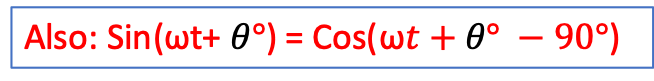 Also: Sin(ωt+ θ°) = Cos(ωt + θ° − 90°)